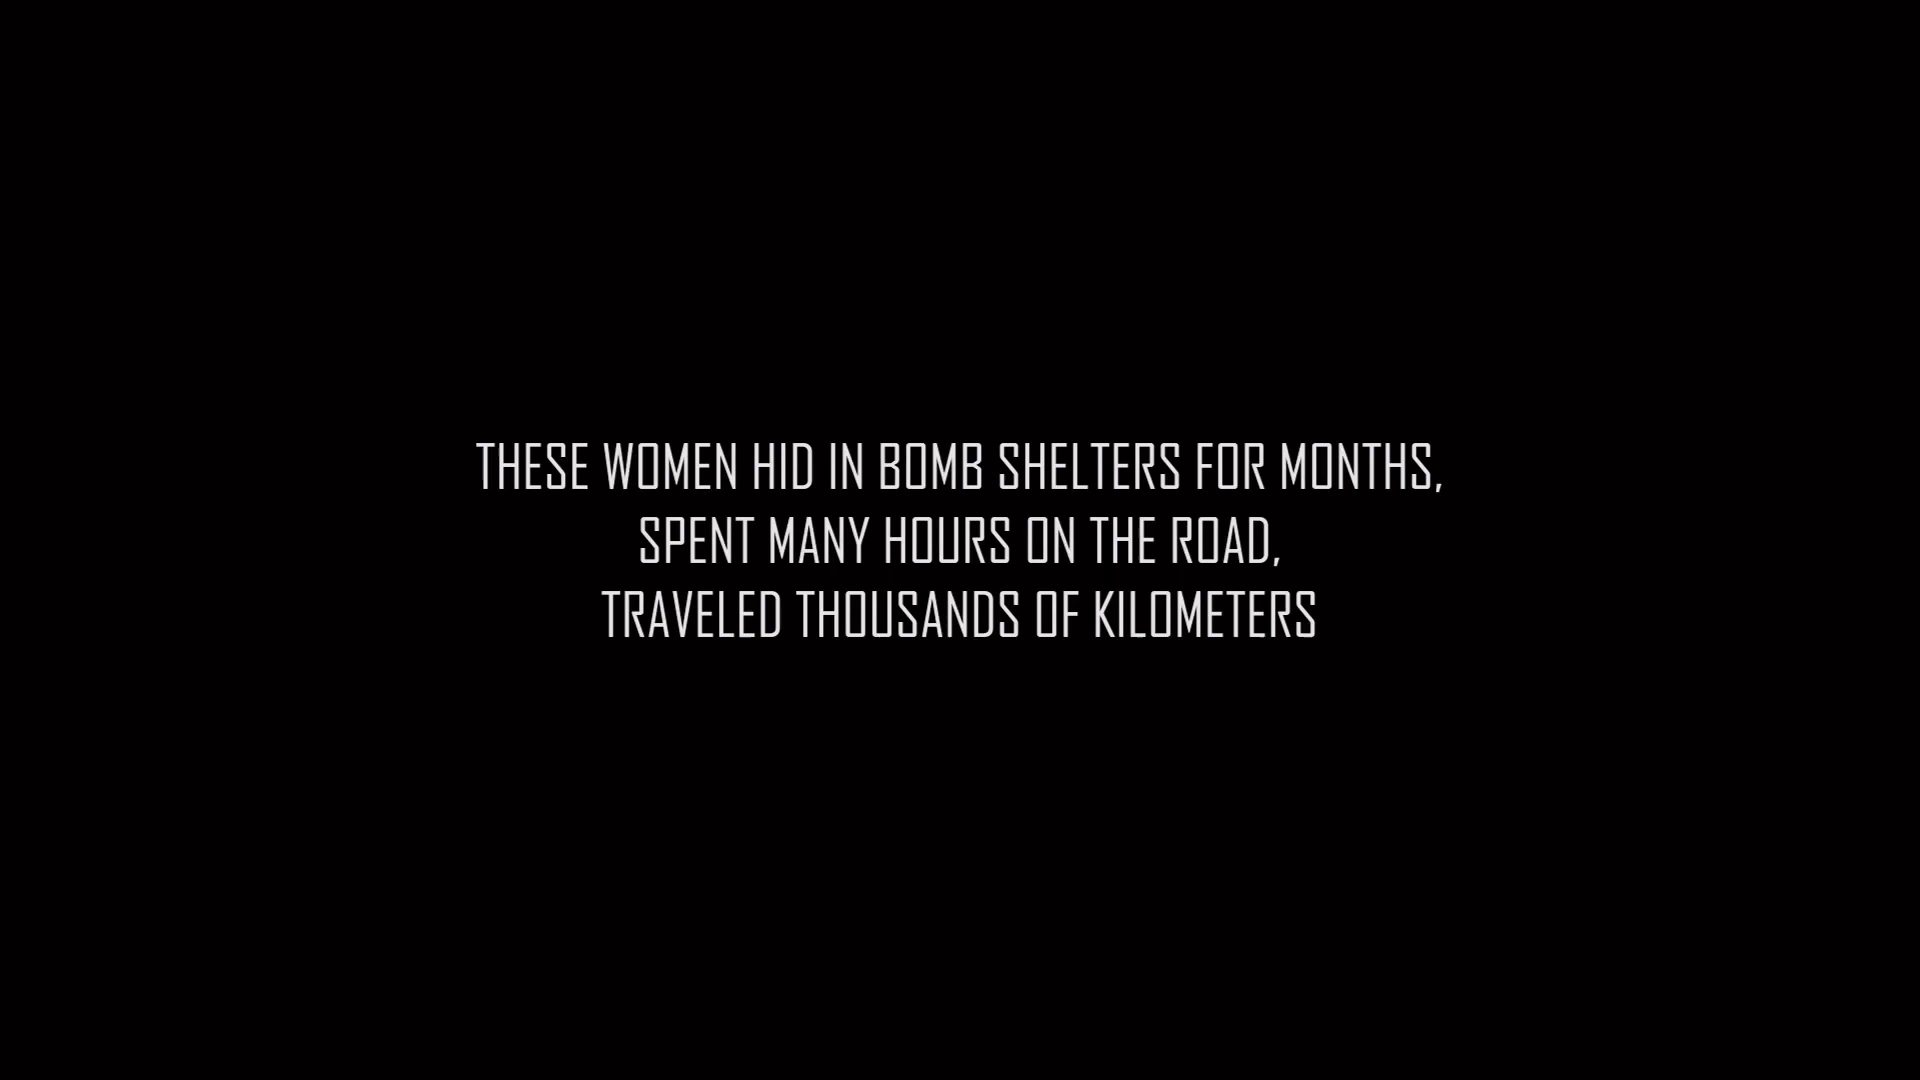 THESE WOMEN HID IN BOMB SHELTERS FOR MONTHS,
SPENT MANY HOURS ON THE ROAD,
TRAVELED THOUSANDS OF KILOMETERS